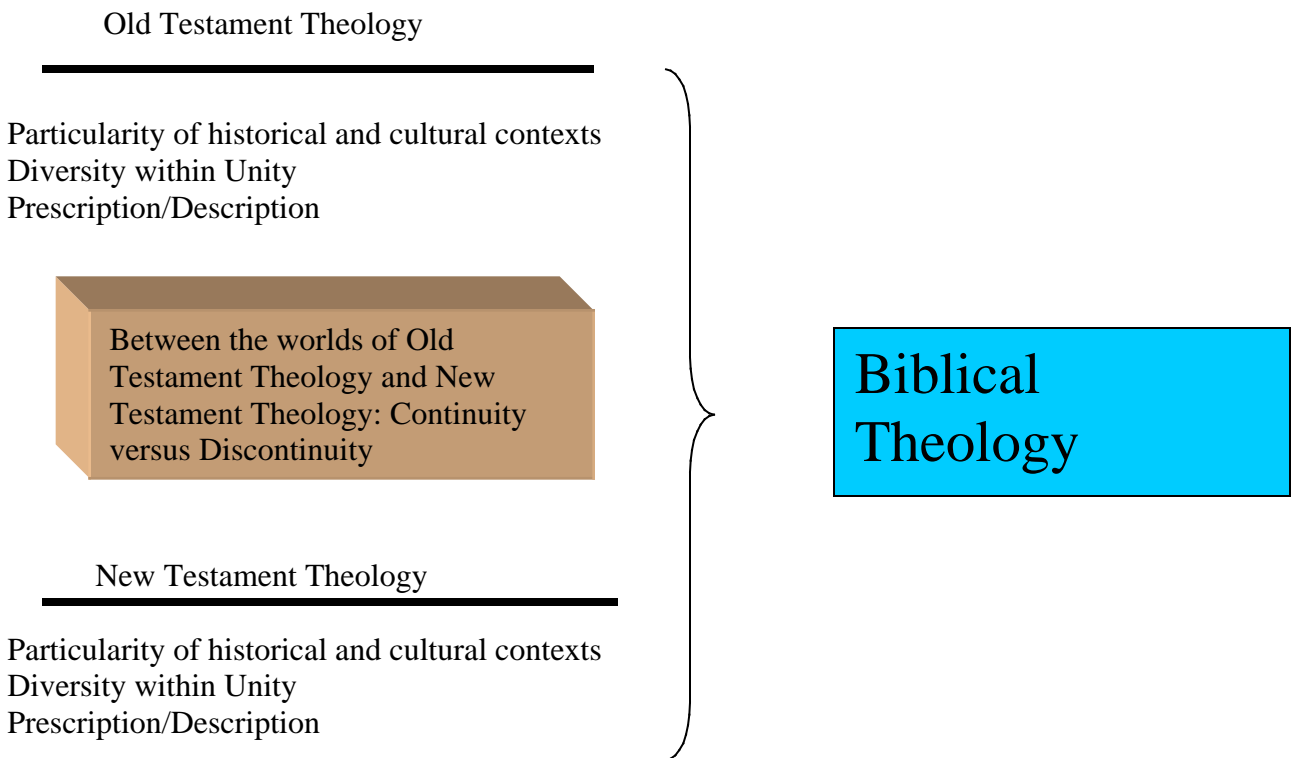 Old Testament Theology
Particularity of historical and cultural contexts
Diversity within Unity
Prescription/Description
Between the worlds of Old
Testament Theology and New
Testament Theology: Continuity
versus Discontinuity
Biblical
Theology
New Testament Theology
Particularity of historical and cultural contexts
Diversity within Unity
Prescription/Description